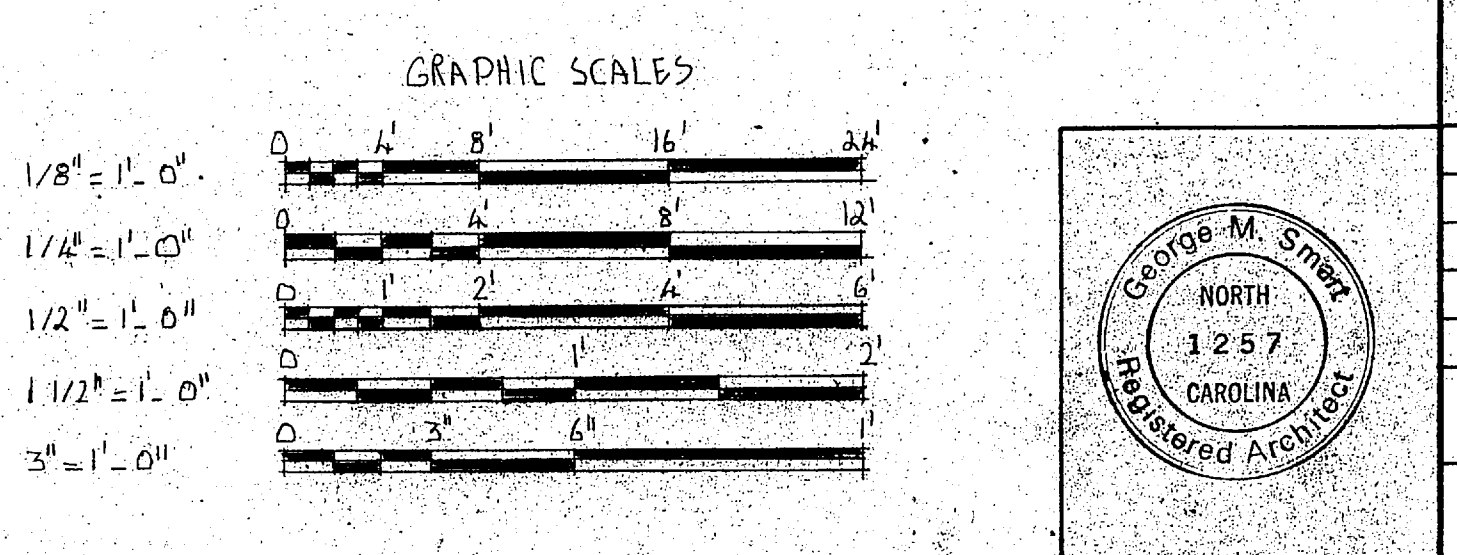 GRAPHIC SCALES
1/8" = 1'- 0"
0 4' 8' 16' 24'
1/4" = 1'- 0"
0 4' 8' 12'
1/2" = 1'- 0"
0 1' 2' 4' 6'
1 1/2" = 1'- 0"
0 1' 2'
3" = 1'- 0"
0 3" 6" 1'
George M. Smart
NORTH
1257
CAROLINA
Registered Architect